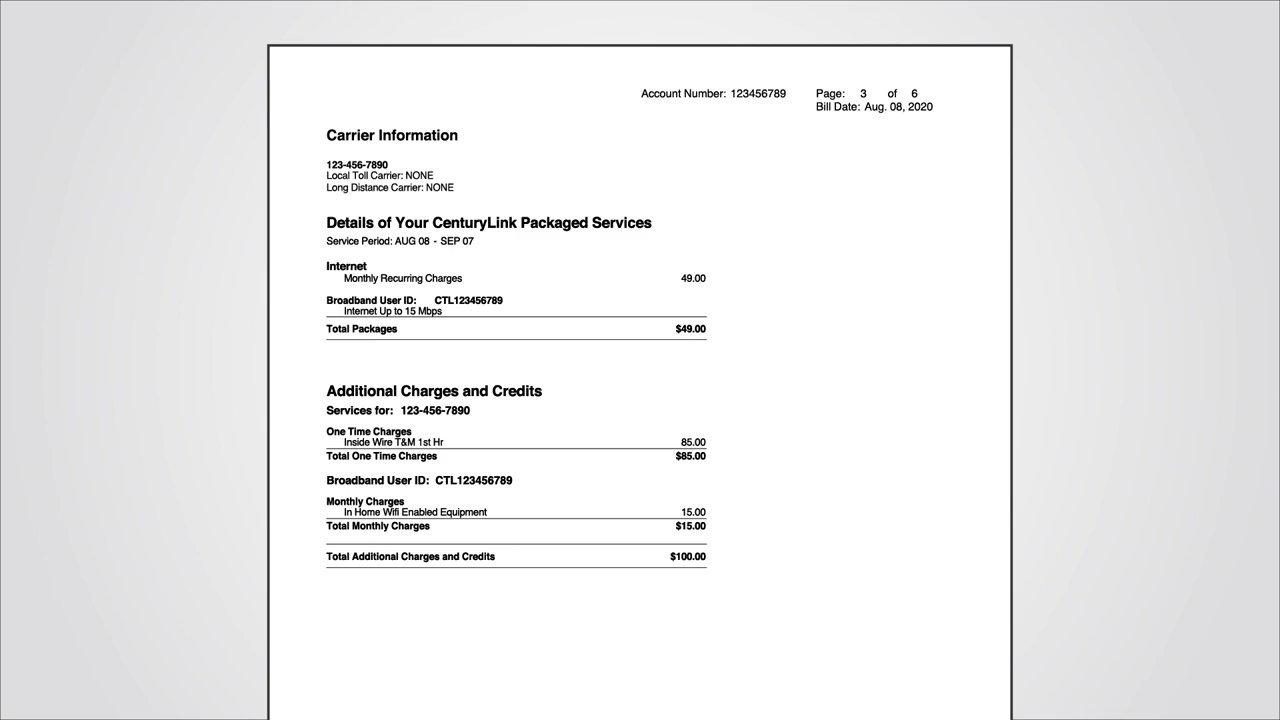 Account Number: 123456789 Page: 3 of 6
Bill Date: Aug. 08, 2020
Carrier Information
123-456-7890
Local Toll Carrier: NONE
Long Distance Carrier: NONE
Details of Your CenturyLink Packaged Services
Service Period: AUG 08 - SEP 07
Internet
Monthly Recurring Charges 49.00
Broadband User ID: CTL123456789
Internet Up to 15 Mbps
Total Packages $49.00
Additional Charges and Credits
Services for: 123-456-7890
One Time Charges
Inside Wire T&M 1st Hr 85.00
Total One Time Charges $85.00
Broadband User ID: CTL123456789
Monthly Charges
In Home Wifi Enabled Equipment 15.00
Total Monthly Charges $15.00
Total Additional Charges and Credits $100.00